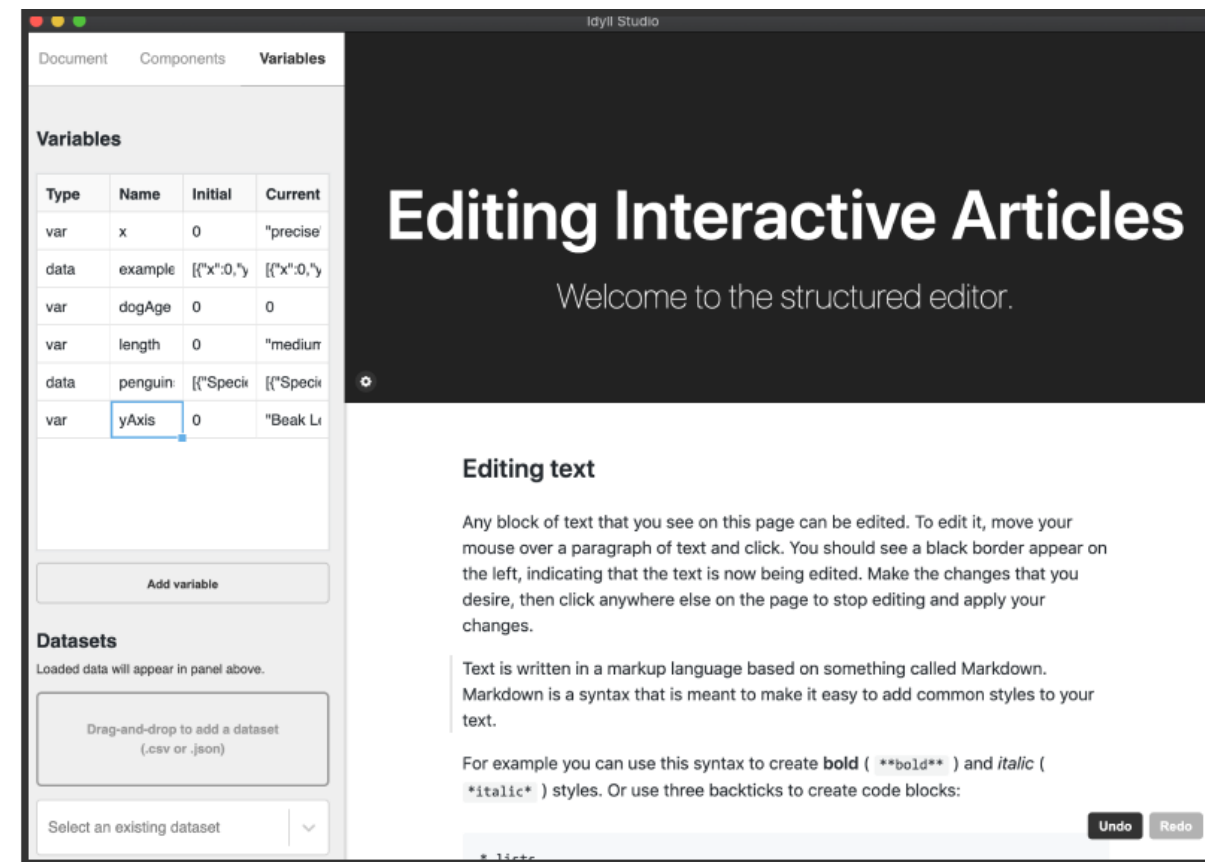 Idyll Studio
Document Components Variables
Variables
Type Name Initial Current
var x 0 "precise"
data example [{"x":0,"y [{"x":0,"y
var dogAge 0 0
var length 0 "medium
data penguin [{"Specie [{"Specie
var yAxis 0 "Beak Le
Add variable
Datasets
Loaded data will appear in panel above.
Drag-and-drop to add a dataset
(.csv or .json)
Select an existing dataset
Editing Interactive Articles
Welcome to the structured editor.
Editing text
Any block of text that you see on this page can be edited. To edit it, move your
mouse over a paragraph of text and click. You should see a black border appear on
the left, indicating that the text is now being edited. Make the changes that you
desire, then click anywhere else on the page to stop editing and apply your
changes.
Text is written in a markup language based on something called Markdown.
Markdown is a syntax that is meant to make it easy to add common styles to your
text.
For example you can use this syntax to create bold ( **bold** ) and italic (
*italic* ) styles. Or use three backticks to create code blocks:
* lists
Undo Redo